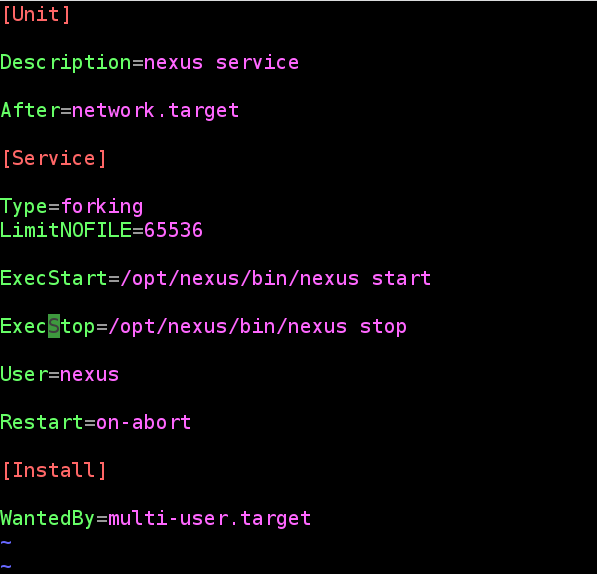 [Unit]
Description=nexus service
After=network.target
[Service]
Type=forking
LimitNOFILE=65536
ExecStart=/opt/nexus/bin/nexus start
ExecStop=/opt/nexus/bin/nexus stop
User=nexus
Restart=on-abort
[Install]
WantedBy=multi-user.target
~
~